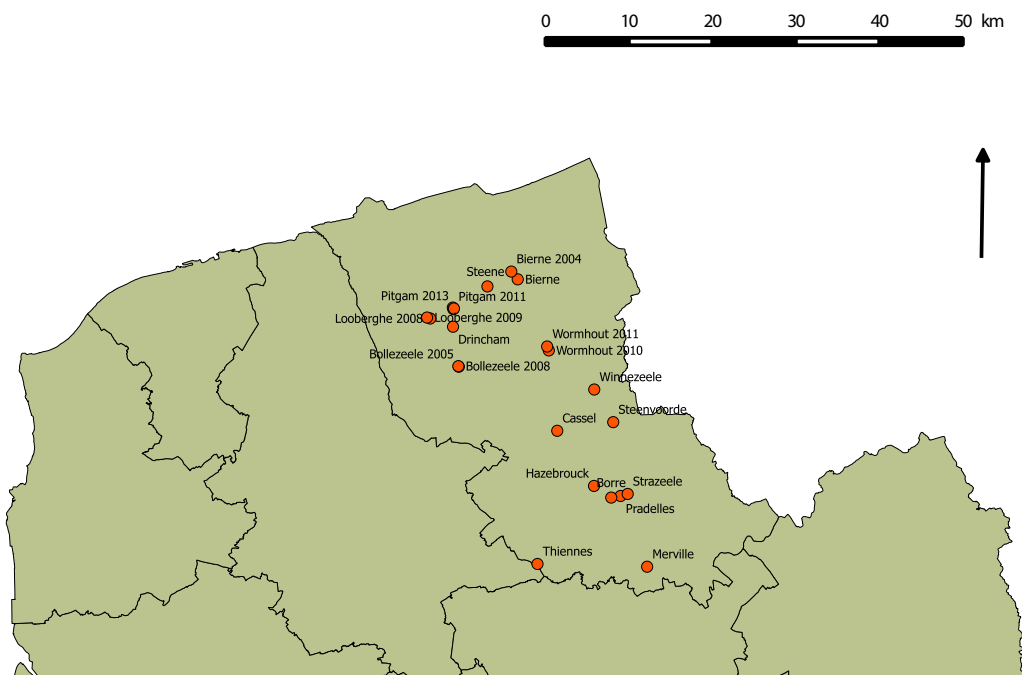 0 10 20 30 40 50 km
Bierne 2004
Steene
Bierne
Pitgam 2013
Pitgam 2011
Looberghe 2008
Looberghe 2009
Drincham
Wormhout 2011
Wormhout 2010
Bollezeele 2005
Bollezeele 2008
Winnezeele
Steenvoorde
Cassel
Hazebrouck
Borre
Strazeele
Pradelles
Thiennes
Merville